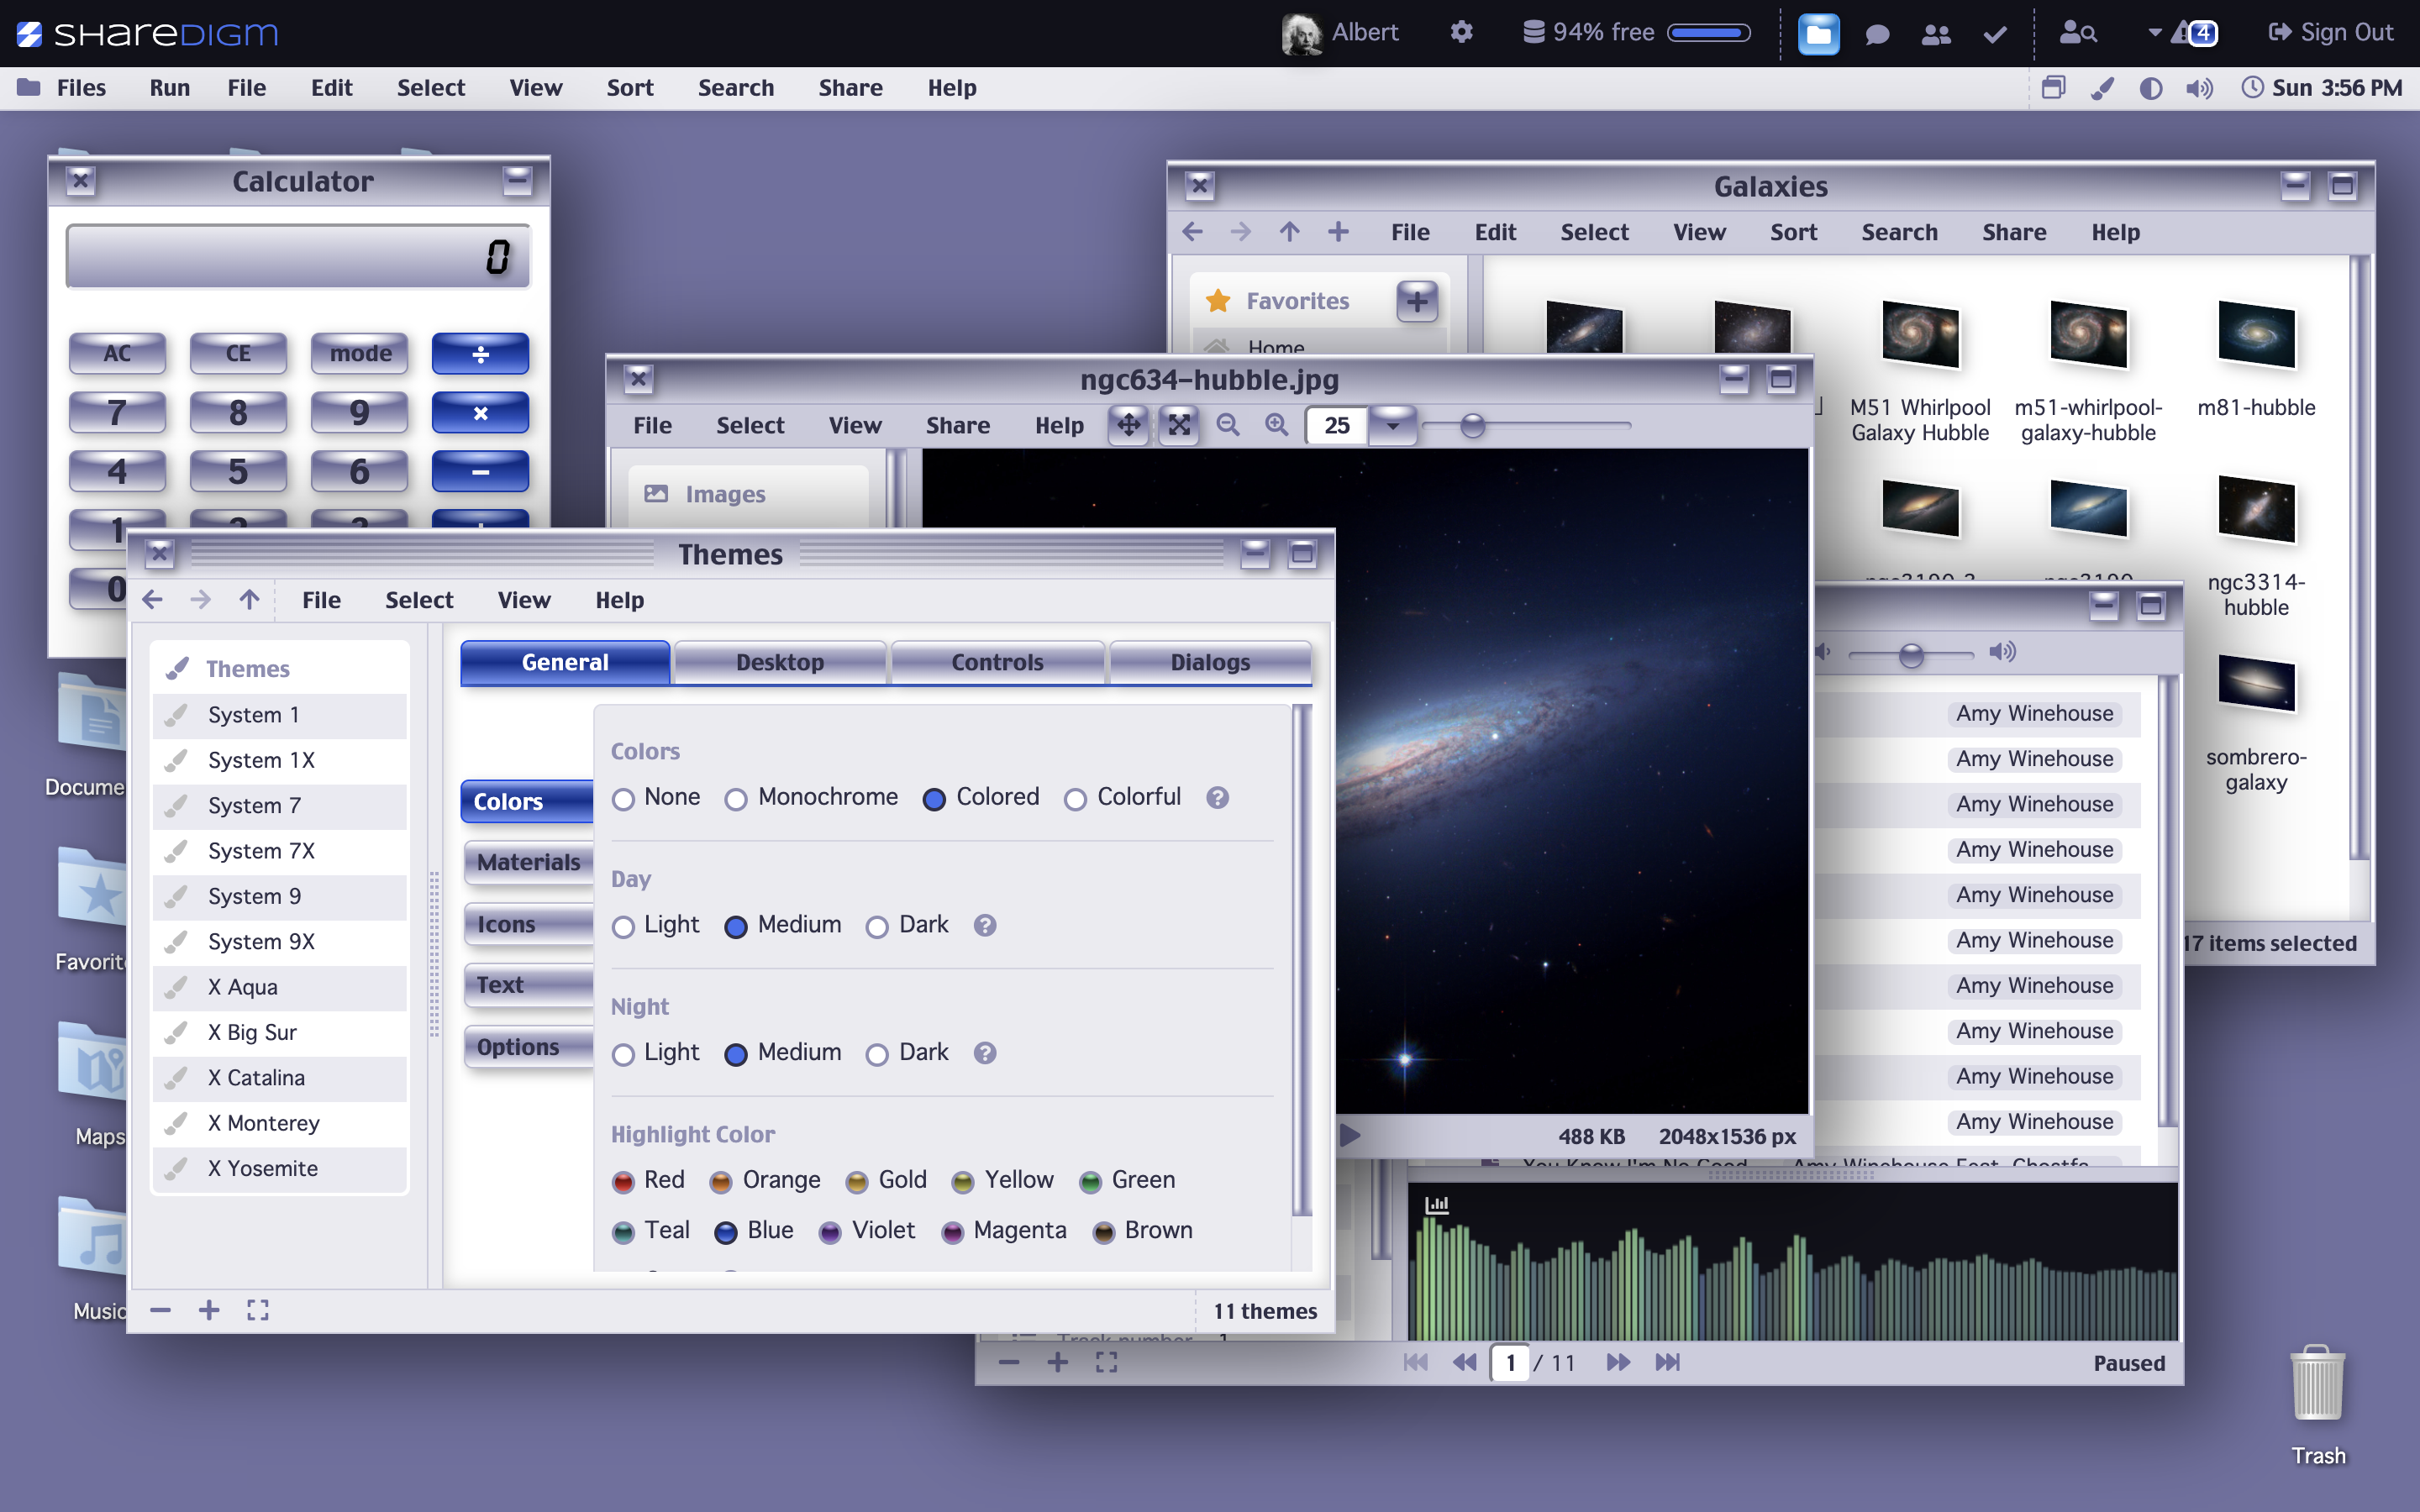 SHAREDIGM
Albert
94% free
4
Sign Out
Files Run File Edit Select View Sort Search Share Help
Sun 3:56 PM
Calculator
0
AC CE mode ÷
7 8 9 ×
4 5 6 −
1
0
Galaxies
File Edit Select View Sort Search Share Help
Favorites
Home
M51 Whirlpool Galaxy Hubble
m51-whirlpool-galaxy-hubble
m81-hubble
ngc3314-hubble
sombrero-galaxy
17 items selected
ngc634-hubble.jpg
File Select View Share Help
25
Images
488 KB 2048x1536 px
Themes
File Select View Help
Themes
System 1
System 1X
System 7
System 7X
System 9
System 9X
X Aqua
X Big Sur
X Catalina
X Monterey
X Yosemite
General Desktop Controls Dialogs
Colors
Materials
Icons
Text
Options
Colors
None Monochrome Colored Colorful ?
Day
Light Medium Dark ?
Night
Light Medium Dark ?
Highlight Color
Red Orange Gold Yellow Green
Teal Blue Violet Magenta Brown
11 themes
Amy Winehouse
Amy Winehouse
Amy Winehouse
Amy Winehouse
Amy Winehouse
Amy Winehouse
Amy Winehouse
Amy Winehouse
Amy Winehouse
Amy Winehouse
You Know I'm No Good
Track number 1
1 / 11
Paused
Docume
Favorit
Maps
Music
Trash